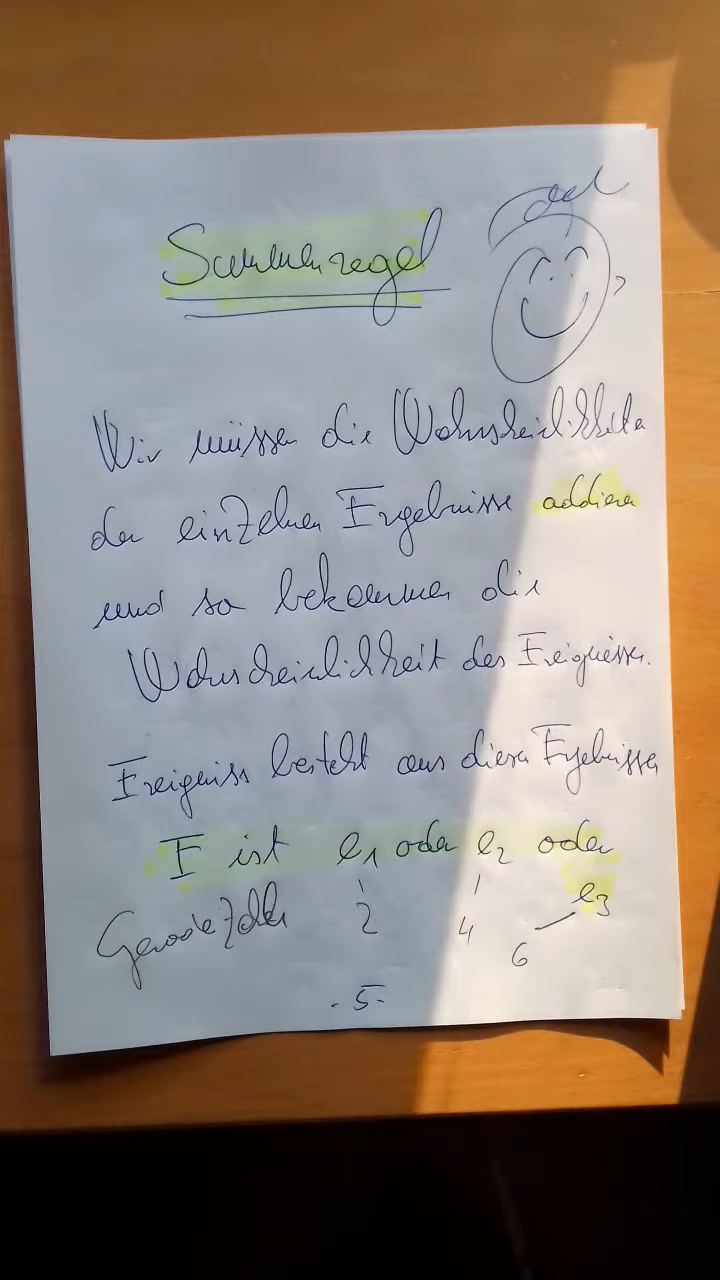 Summenregel
Wir müssen die Wahrscheinlichkeite
der einzelnen Ergebnisse addieren
und so bekommen die
Wahrscheinlichkeit des Ereignisses.
Ereigniss besteht aus diesen Ergebnissen
E ist e1 oder e2 oder
e3
Gerade Zahl 2 4
6
- 5 -